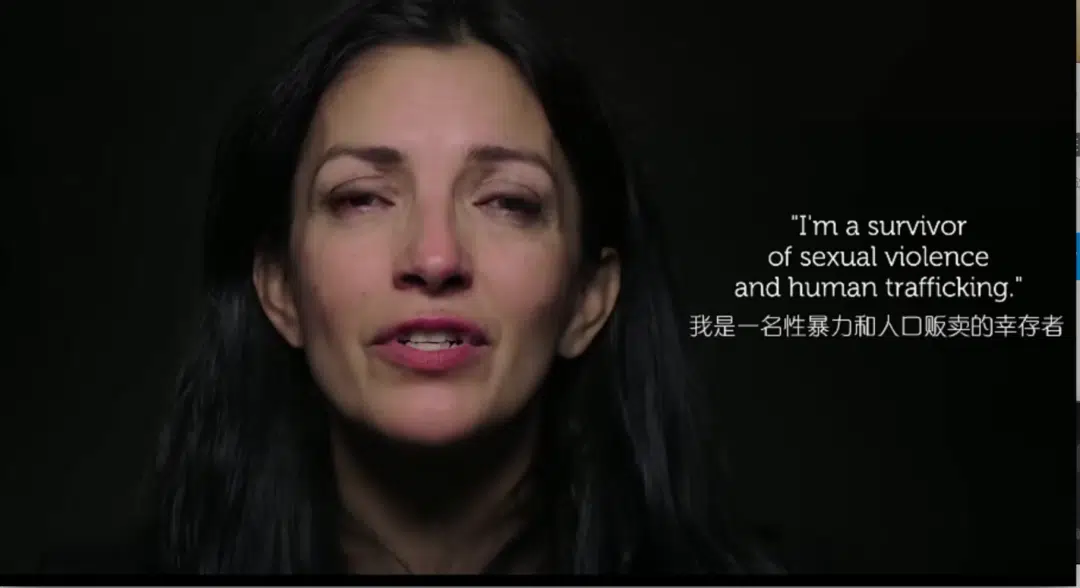 "I'm a survivor
of sexual violence
and human trafficking."
我是一名性暴力和人口贩卖的幸存者